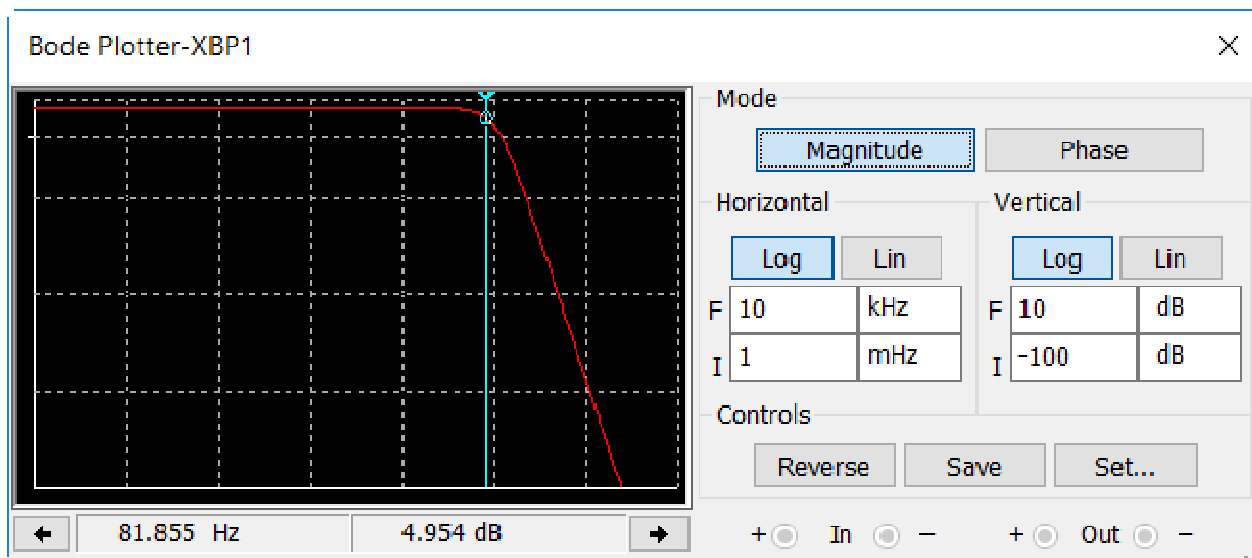 Bode Plotter-XBP1
Mode
Magnitude Phase
Horizontal Vertical
Log Lin Log Lin
F 10 kHz F 10 dB
I 1 mHz I -100 dB
Controls
Reverse Save Set...
81.855 Hz 4.954 dB + In − + Out −